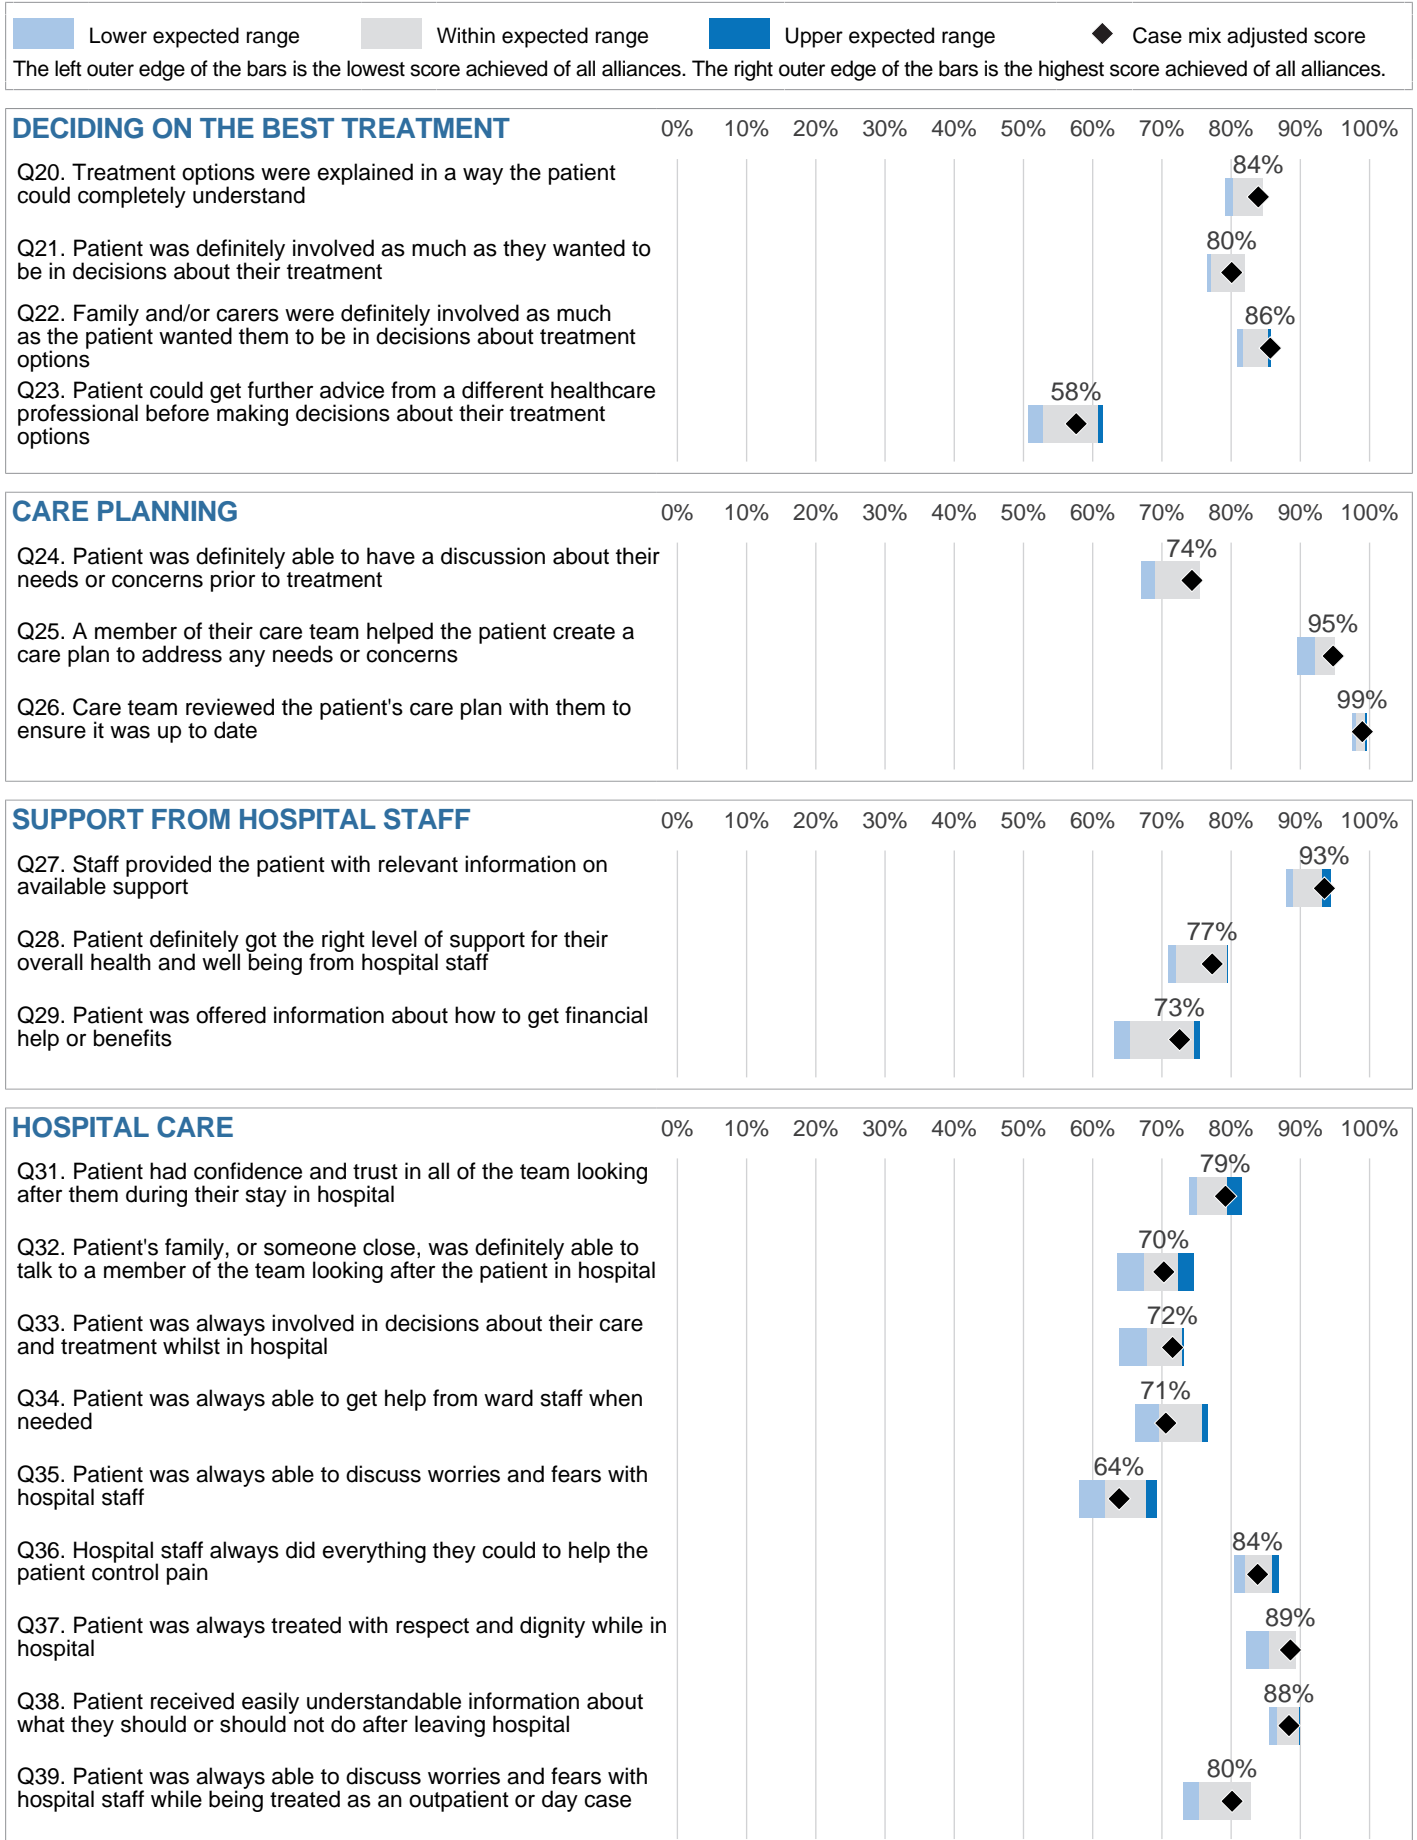 Lower expected range Within expected range Upper expected range Case mix adjusted score
The left outer edge of the bars is the lowest score achieved of all alliances. The right outer edge of the bars is the highest score achieved of all alliances.
DECIDING ON THE BEST TREATMENT 0% 10% 20% 30% 40% 50% 60% 70% 80% 90% 100%
Q20. Treatment options were explained in a way the patient
could completely understand
84%
Q21. Patient was definitely involved as much as they wanted to
be in decisions about their treatment
80%
Q22. Family and/or carers were definitely involved as much
as the patient wanted them to be in decisions about treatment
options
86%
Q23. Patient could get further advice from a different healthcare
professional before making decisions about their treatment
options
58%
CARE PLANNING 0% 10% 20% 30% 40% 50% 60% 70% 80% 90% 100%
Q24. Patient was definitely able to have a discussion about their
needs or concerns prior to treatment
74%
Q25. A member of their care team helped the patient create a
care plan to address any needs or concerns
95%
Q26. Care team reviewed the patient's care plan with them to
ensure it was up to date
99%
SUPPORT FROM HOSPITAL STAFF 0% 10% 20% 30% 40% 50% 60% 70% 80% 90% 100%
Q27. Staff provided the patient with relevant information on
available support
93%
Q28. Patient definitely got the right level of support for their
overall health and well being from hospital staff
77%
Q29. Patient was offered information about how to get financial
help or benefits
73%
HOSPITAL CARE 0% 10% 20% 30% 40% 50% 60% 70% 80% 90% 100%
Q31. Patient had confidence and trust in all of the team looking
after them during their stay in hospital
79%
Q32. Patient's family, or someone close, was definitely able to
talk to a member of the team looking after the patient in hospital
70%
Q33. Patient was always involved in decisions about their care
and treatment whilst in hospital
72%
Q34. Patient was always able to get help from ward staff when
needed
71%
Q35. Patient was always able to discuss worries and fears with
hospital staff
64%
Q36. Hospital staff always did everything they could to help the
patient control pain
84%
Q37. Patient was always treated with respect and dignity while in
hospital
89%
Q38. Patient received easily understandable information about
what they should or should not do after leaving hospital
88%
Q39. Patient was always able to discuss worries and fears with
hospital staff while being treated as an outpatient or day case
80%